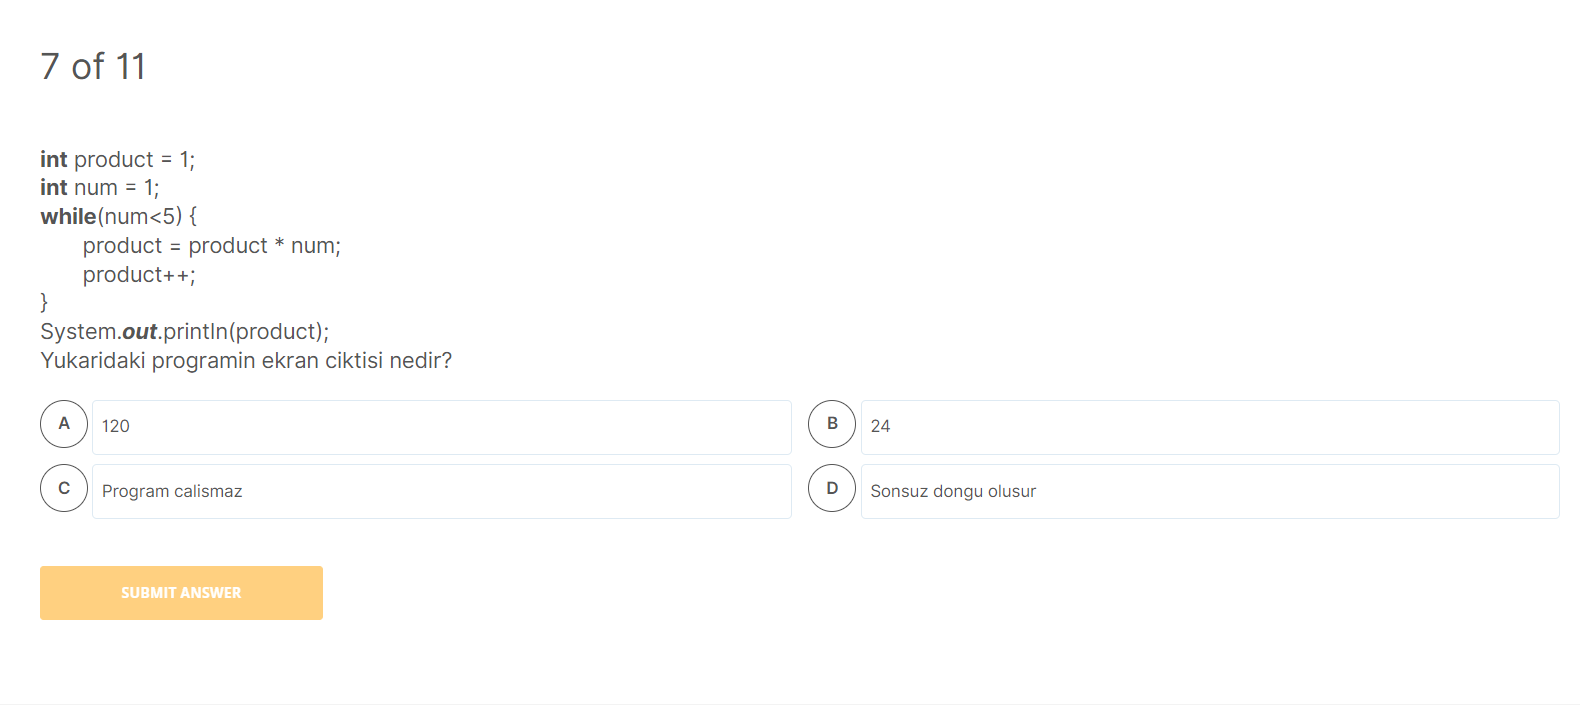 7 of 11
int product = 1;
int num = 1;
while(num<5) {
product = product * num;
product++;
}
System.out.println(product);
Yukaridaki programin ekran ciktisi nedir?
A 120
B 24
C Program calismaz
D Sonsuz dongu olusur
SUBMIT ANSWER